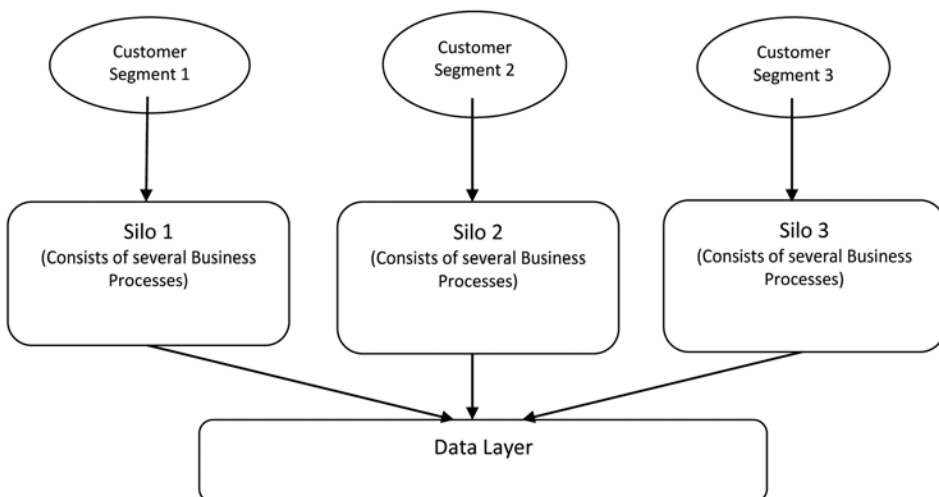 Customer
Segment 1
Customer
Segment 2
Customer
Segment 3
Silo 1
(Consists of several Business
Processes)
Silo 2
(Consists of several Business
Processes)
Silo 3
(Consists of several Business
Processes)
Data Layer